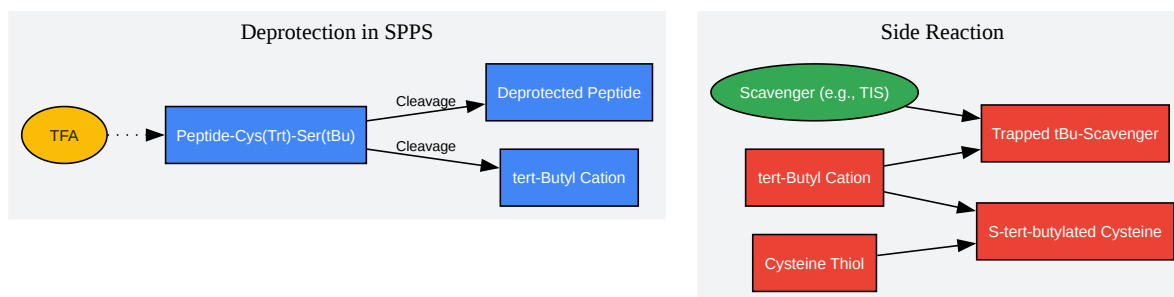 Deprotection in SPPS
TFA
Peptide-Cys(Trt)-Ser(tBu)
Cleavage
Cleavage
Deprotected Peptide
tert-Butyl Cation
Side Reaction
Scavenger (e.g., TIS)
tert-Butyl Cation
Cysteine Thiol
Trapped tBu-Scavenger
S-tert-butylated Cysteine